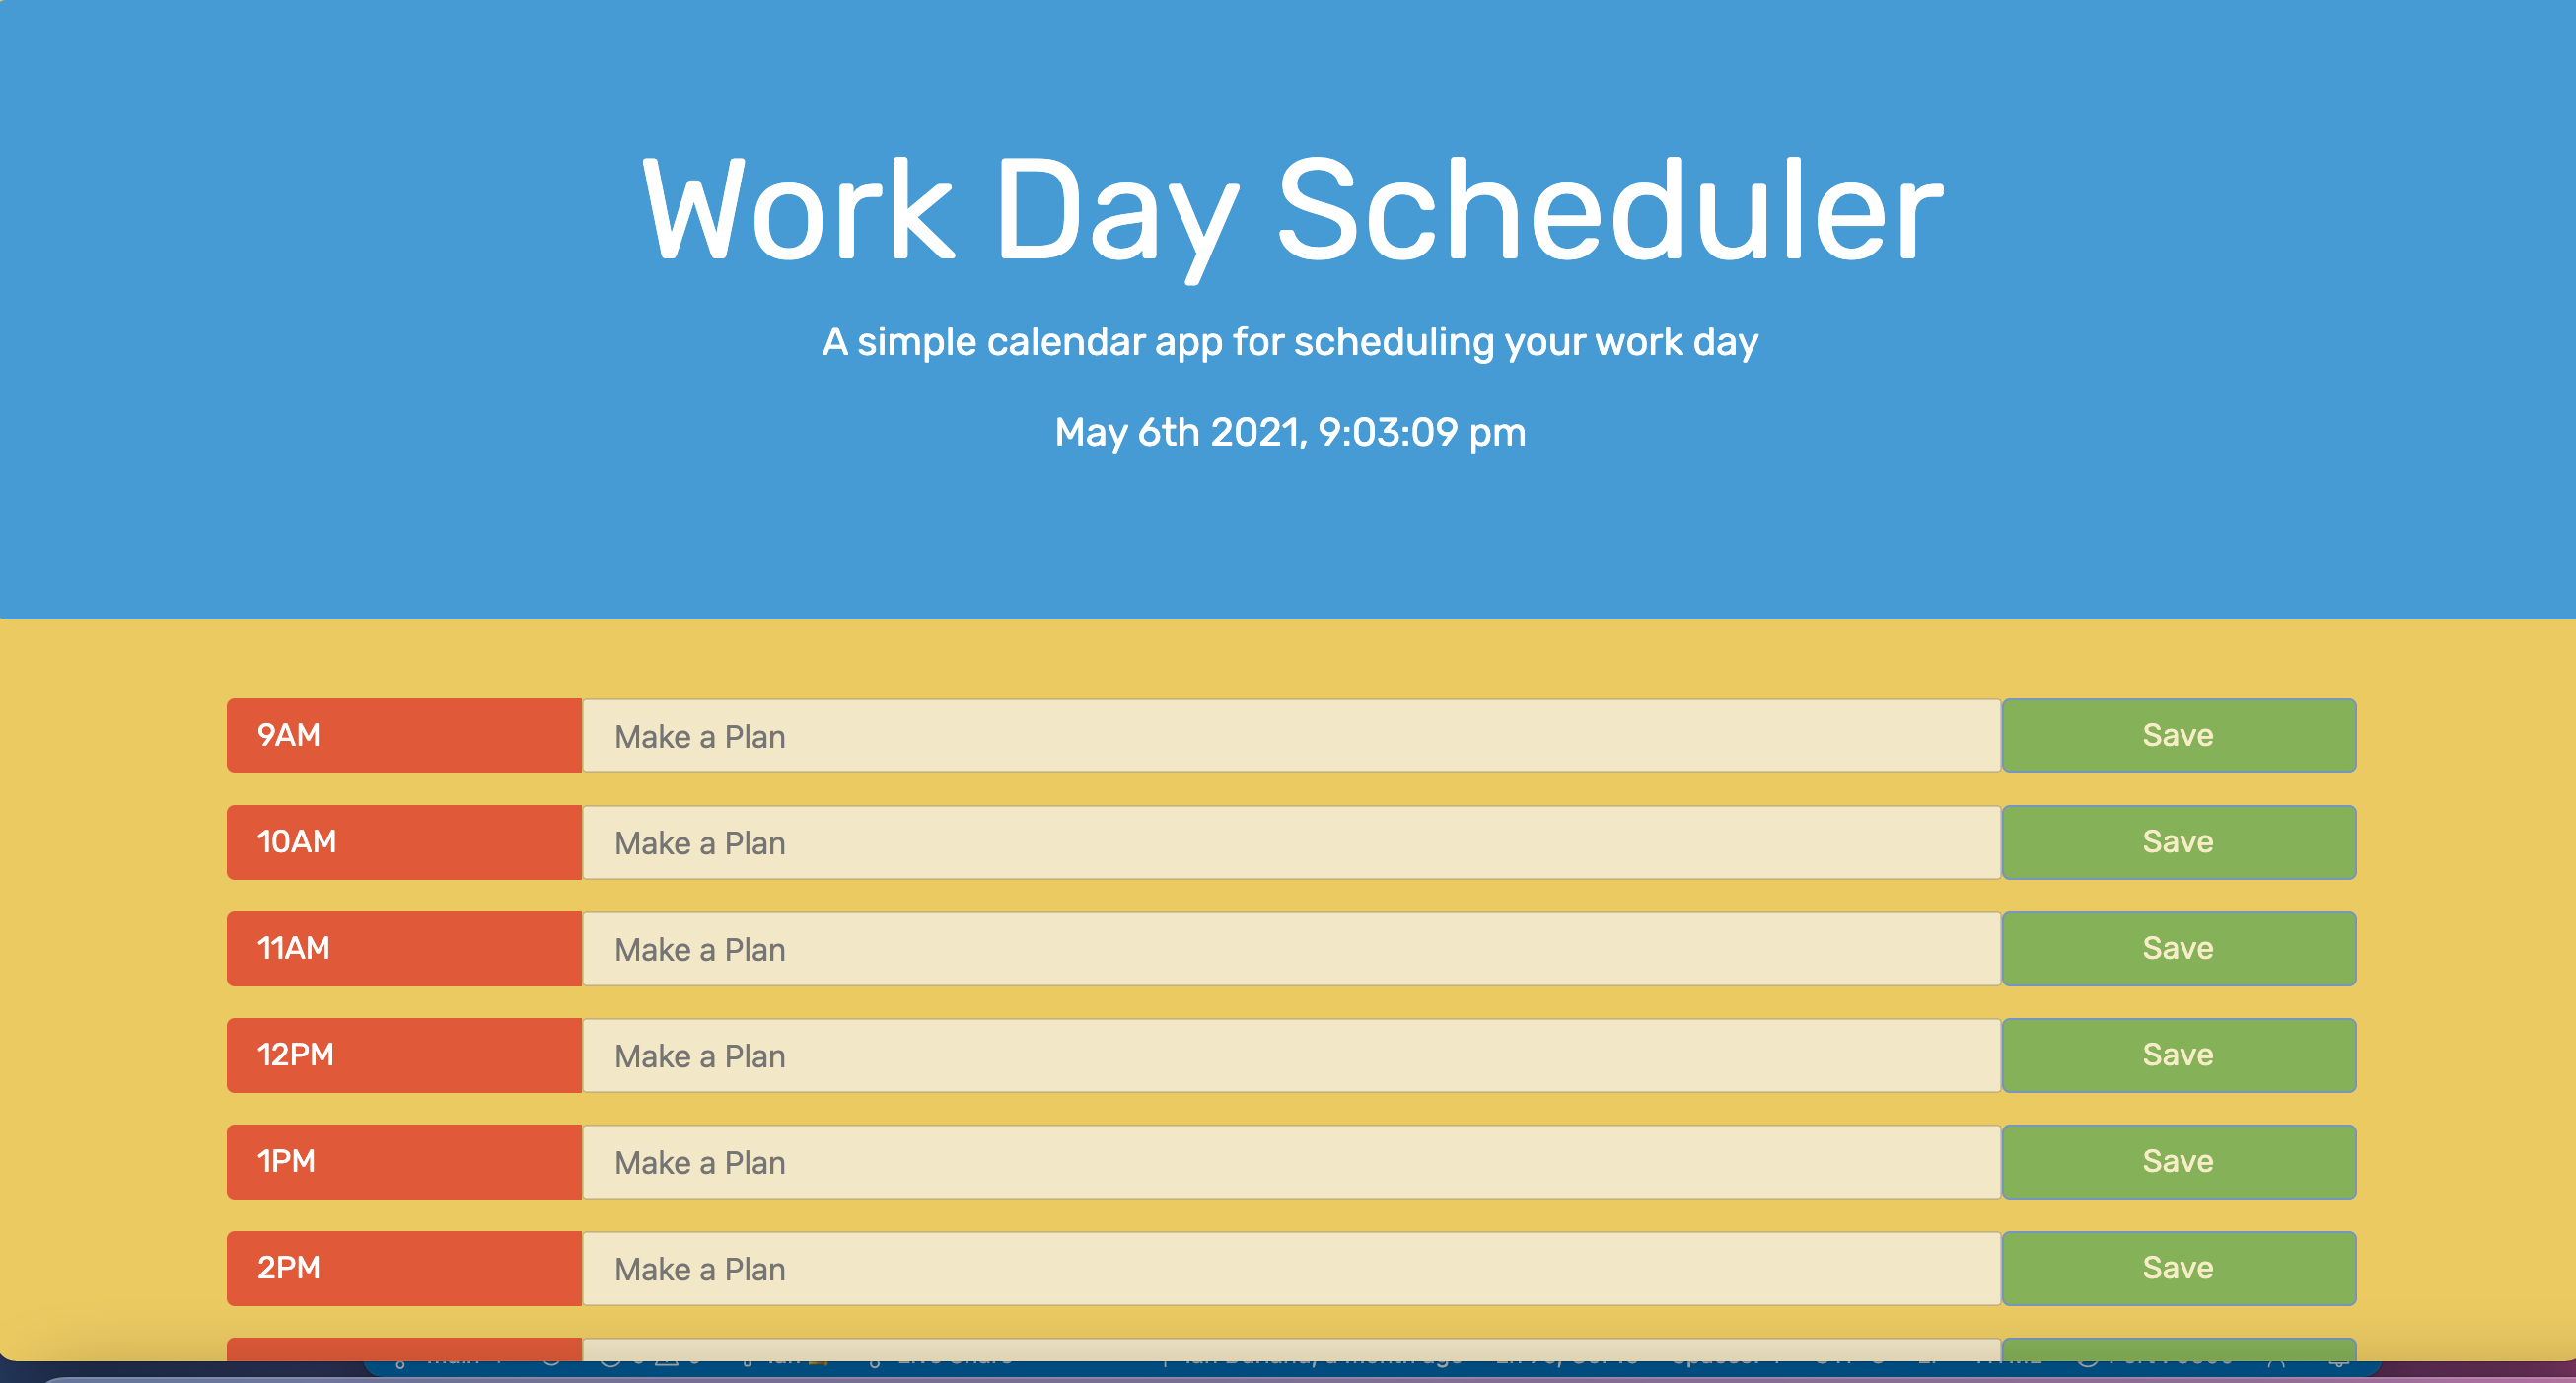 Work Day Scheduler
A simple calendar app for scheduling your work day
May 6th 2021, 9:03:09 pm
9AM Make a Plan Save
10AM Make a Plan Save
11AM Make a Plan Save
12PM Make a Plan Save
1PM Make a Plan Save
2PM Make a Plan Save